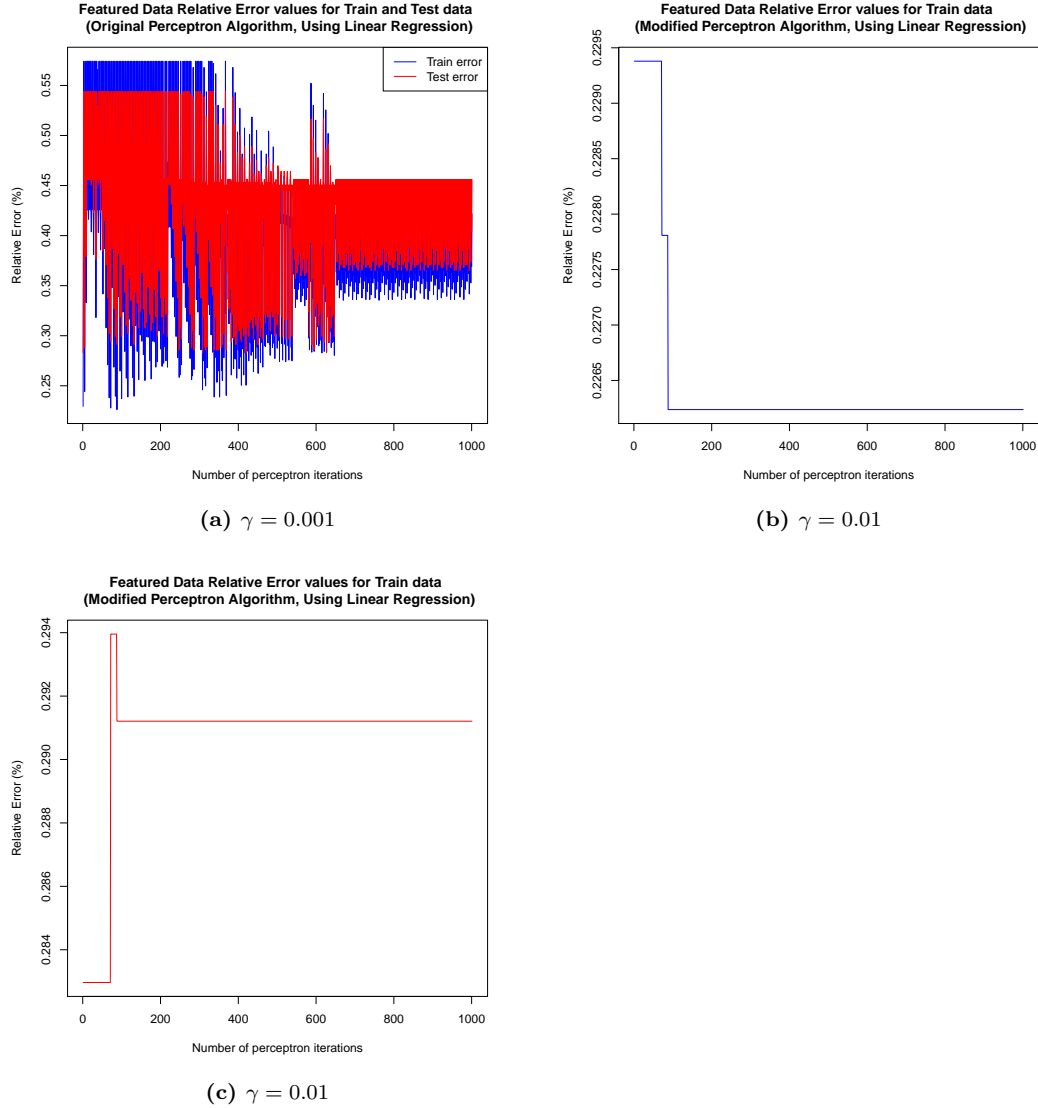 Featured Data Relative Error values for Train and Test data
(Original Perceptron Algorithm, Using Linear Regression)
Train error
Test error
Relative Error (%)
0.55
0.50
0.45
0.40
0.35
0.30
0.25
0 200 400 600 800 1000
Number of perceptron iterations
(a) γ = 0.001
Featured Data Relative Error values for Train data
(Modified Perceptron Algorithm, Using Linear Regression)
Relative Error (%)
0.2295
0.2290
0.2285
0.2280
0.2275
0.2270
0.2265
0 200 400 600 800 1000
Number of perceptron iterations
(b) γ = 0.01
Featured Data Relative Error values for Train data
(Modified Perceptron Algorithm, Using Linear Regression)
Relative Error (%)
0.294
0.292
0.290
0.288
0.286
0.284
0 200 400 600 800 1000
Number of perceptron iterations
(c) γ = 0.01